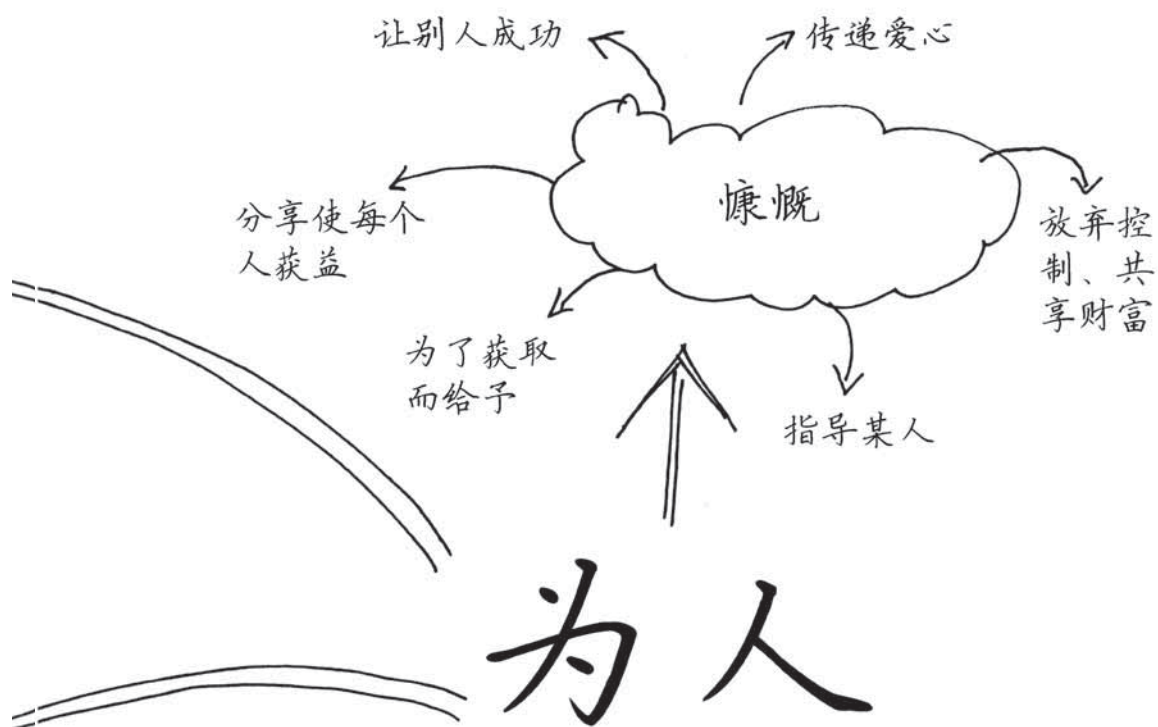 让别人成功
传递爱心
慷慨
分享使每个
人获益
放弃控
制、共
享财富
为了获取
而给予
指导某人
为人